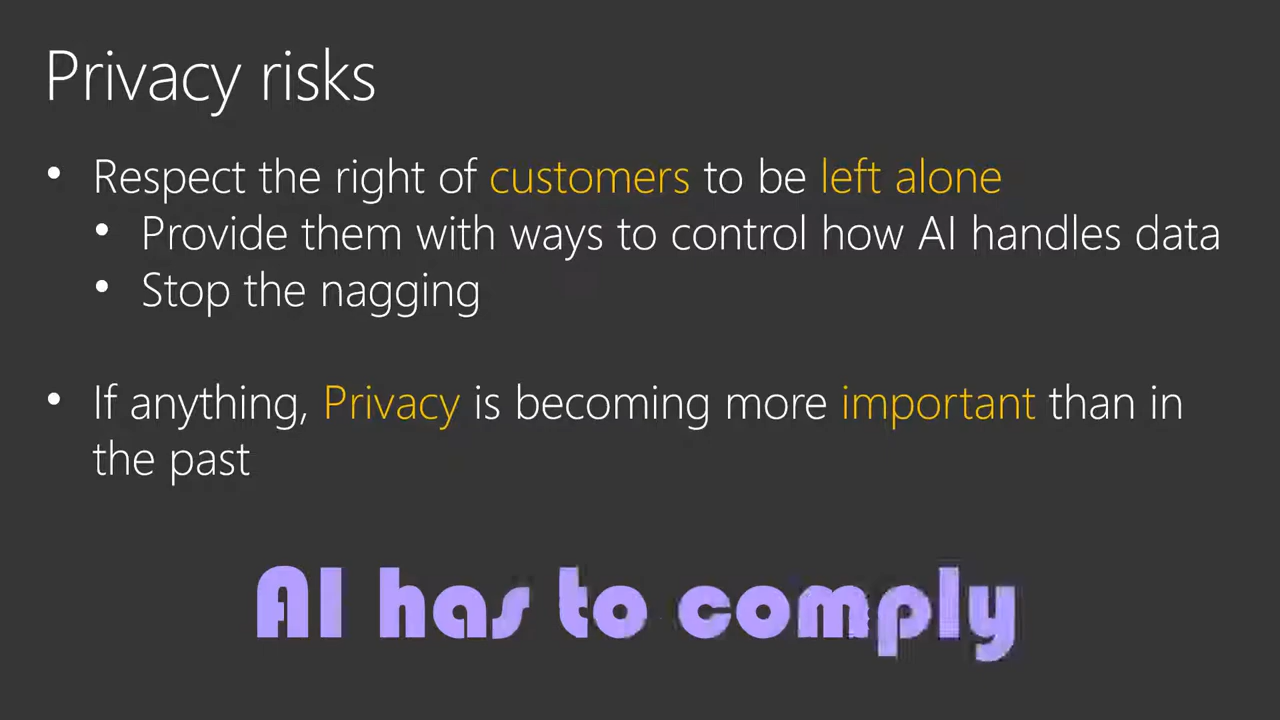 Privacy risks
• Respect the right of customers to be left alone
• Provide them with ways to control how AI handles data
• Stop the nagging
• If anything, Privacy is becoming more important than in
the past
AI has to comply